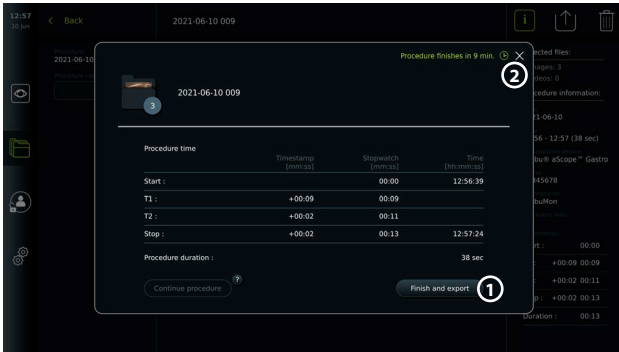 12:57
10 Jun
Back
2021-06-10 009
i
Procedure finishes in 9 min.
2
3
2021-06-10 009
Procedure time
Timestamp [mm:ss] Stopwatch [mm:ss] Time [hh:mm:ss]
Start : 00:00 12:56:39
T1 : +00:09 00:09
T2 : +00:02 00:11
Stop : +00:02 00:13 12:57:24
Procedure duration : 38 sec
Continue procedure ?
Finish and export 1
Procedure
2021-06-10
ected files:
mages: 3
deos: 0
cedure information:
21-06-10
56 - 12:57 (38 sec)
bu® aScope™ Gastro
345678
buMon
rt : 00:00
: +00:09 00:09
: +00:02 00:11
p : +00:02 00:13
Duration : 00:13